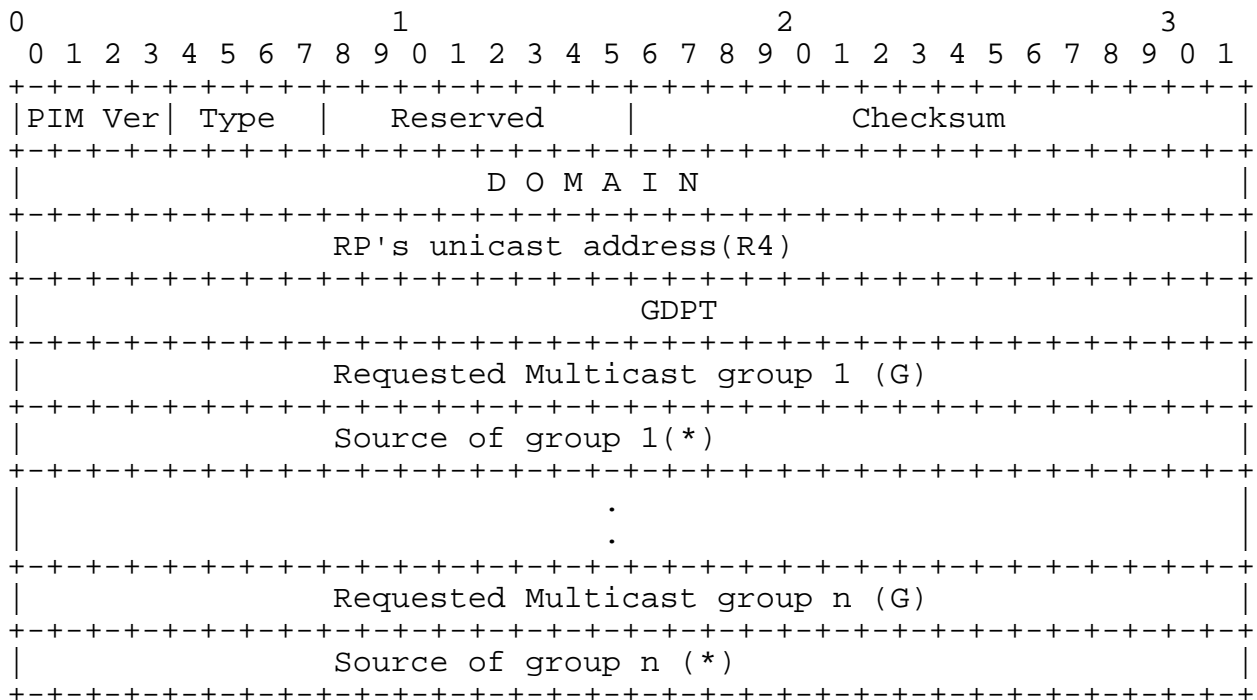 0                   1                   2                   3
 0 1 2 3 4 5 6 7 8 9 0 1 2 3 4 5 6 7 8 9 0 1 2 3 4 5 6 7 8 9 0 1
+-+-+-+-+-+-+-+-+-+-+-+-+-+-+-+-+-+-+-+-+-+-+-+-+-+-+-+-+-+-+-+-+
|PIM Ver| Type  |   Reserved    |           Checksum            |
+-+-+-+-+-+-+-+-+-+-+-+-+-+-+-+-+-+-+-+-+-+-+-+-+-+-+-+-+-+-+-+-+
|                        D O M A I N                            |
+-+-+-+-+-+-+-+-+-+-+-+-+-+-+-+-+-+-+-+-+-+-+-+-+-+-+-+-+-+-+-+-+
|                RP's unicast address(R4)                       |
+-+-+-+-+-+-+-+-+-+-+-+-+-+-+-+-+-+-+-+-+-+-+-+-+-+-+-+-+-+-+-+-+
|                                GDPT                           |
+-+-+-+-+-+-+-+-+-+-+-+-+-+-+-+-+-+-+-+-+-+-+-+-+-+-+-+-+-+-+-+-+
|                Requested Multicast group 1 (G)                |
+-+-+-+-+-+-+-+-+-+-+-+-+-+-+-+-+-+-+-+-+-+-+-+-+-+-+-+-+-+-+-+-+
|                Source of group 1(*)                           |
+-+-+-+-+-+-+-+-+-+-+-+-+-+-+-+-+-+-+-+-+-+-+-+-+-+-+-+-+-+-+-+-+
|                              .                                |
|                              .                                |
+-+-+-+-+-+-+-+-+-+-+-+-+-+-+-+-+-+-+-+-+-+-+-+-+-+-+-+-+-+-+-+-+
|                Requested Multicast group n (G)                |
+-+-+-+-+-+-+-+-+-+-+-+-+-+-+-+-+-+-+-+-+-+-+-+-+-+-+-+-+-+-+-+-+
|                Source of group n (*)                          |
+-+-+-+-+-+-+-+-+-+-+-+-+-+-+-+-+-+-+-+-+-+-+-+-+-+-+-+-+-+-+-+-+